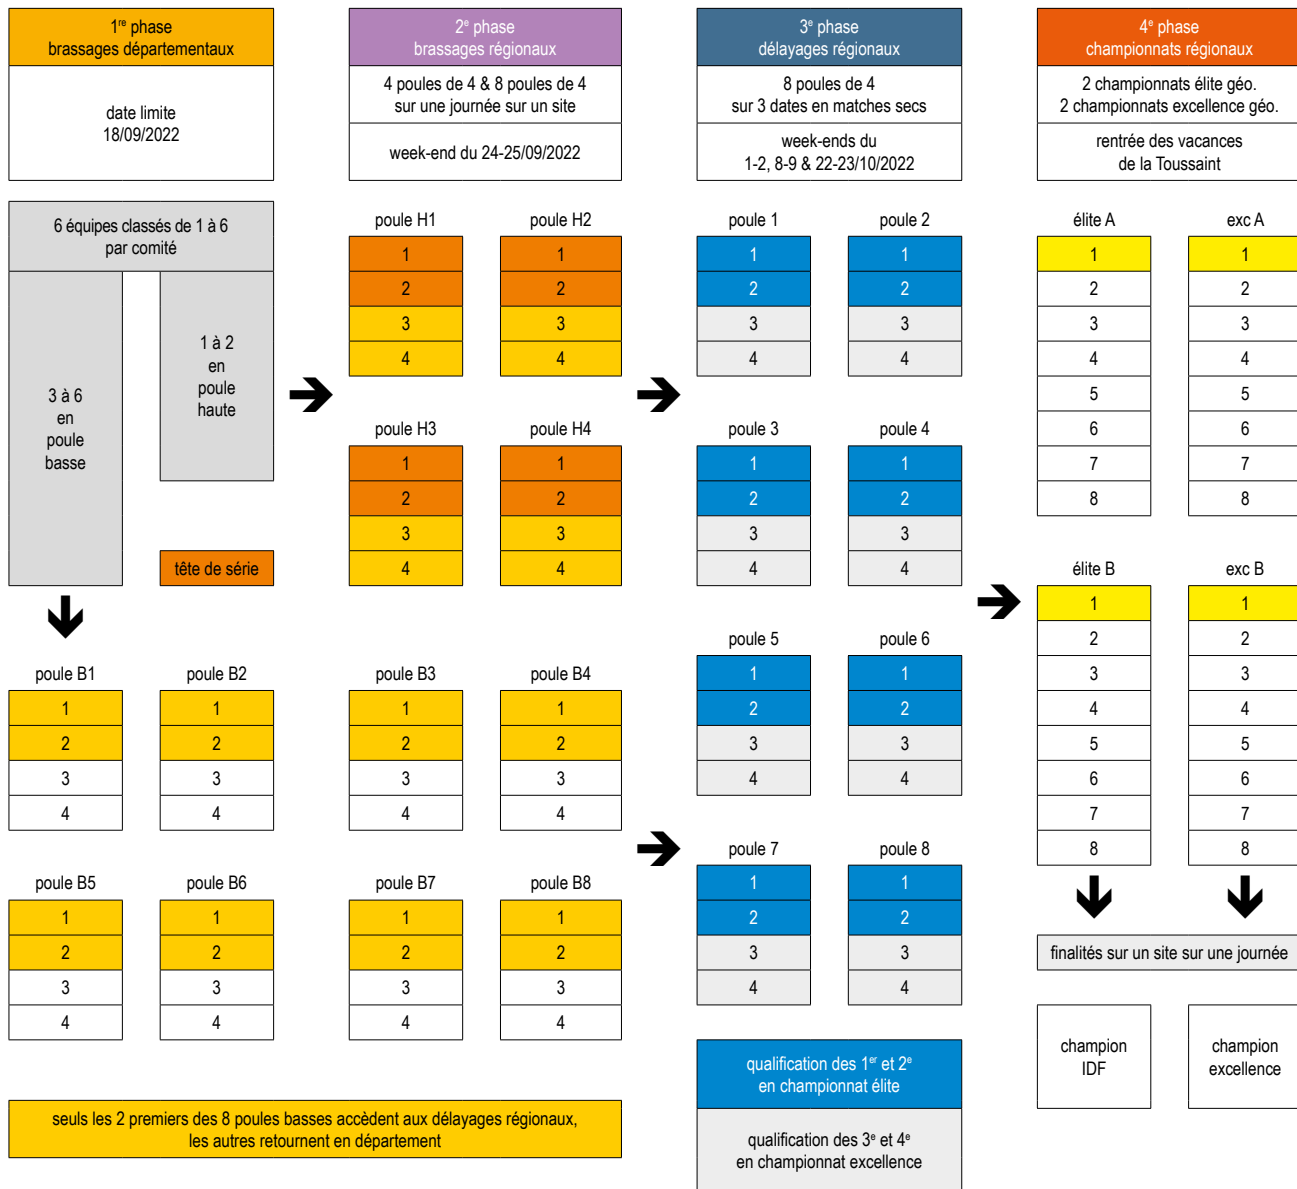 1re phase
brassages départementaux
date limite
18/09/2022
2e phase
brassages régionaux
4 poules de 4 & 8 poules de 4
sur une journée sur un site
week-end du 24-25/09/2022
3e phase
délayages régionaux
8 poules de 4
sur 3 dates en matches secs
week-ends du
1-2, 8-9 & 22-23/10/2022
4e phase
championnats régionaux
2 championnats élite géo.
2 championnats excellence géo.
rentrée des vacances
de la Toussaint
6 équipes classés de 1 à 6
par comité
3 à 6
en
poule
basse
1 à 2
en
poule
haute
tête de série
poule H1
1
2
3
4
poule H2
1
2
3
4
poule H3
1
2
3
4
poule H4
1
2
3
4
poule B1
1
2
3
4
poule B2
1
2
3
4
poule B3
1
2
3
4
poule B4
1
2
3
4
poule B5
1
2
3
4
poule B6
1
2
3
4
poule B7
1
2
3
4
poule B8
1
2
3
4
seuls les 2 premiers des 8 poules basses accèdent aux délayages régionaux,
les autres retournent en département
poule 1
1
2
3
4
poule 2
1
2
3
4
poule 3
1
2
3
4
poule 4
1
2
3
4
poule 5
1
2
3
4
poule 6
1
2
3
4
poule 7
1
2
3
4
poule 8
1
2
3
4
qualification des 1er et 2e
en championnat élite
qualification des 3e et 4e
en championnat excellence
élite A
1
2
3
4
5
6
7
8
exc A
1
2
3
4
5
6
7
8
élite B
1
2
3
4
5
6
7
8
exc B
1
2
3
4
5
6
7
8
finalités sur un site sur une journée
champion
IDF
champion
excellence